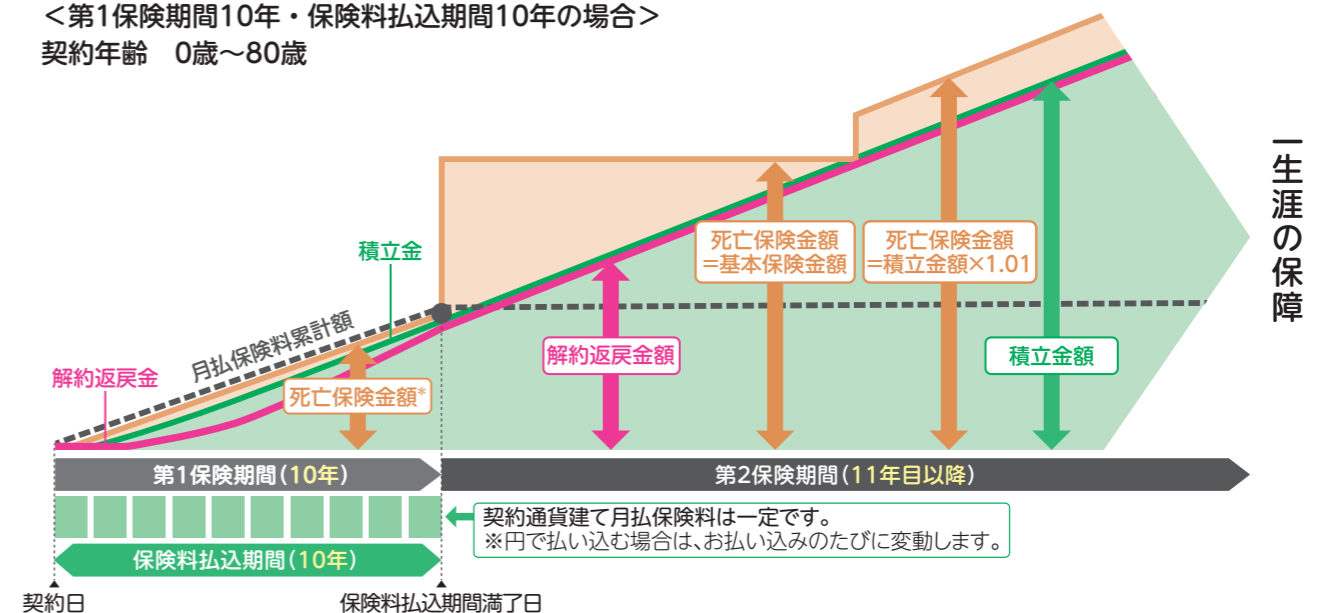 ＜第1保険期間10年・保険料払込期間10年の場合＞
契約年齢　0歳～80歳
積立金
月払保険料累計額
解約返戻金
死亡保険金額*
解約返戻金額
死亡保険金額
＝基本保険金額
死亡保険金額
＝積立金額×1.01
積立金額
一生涯の保障
第1保険期間（10年）
第2保険期間（11年目以降）
契約通貨建て月払保険料は一定です。
※円で払い込む場合は、お払い込みのたびに変動します。
保険料払込期間（10年）
契約日
保険料払込期間満了日